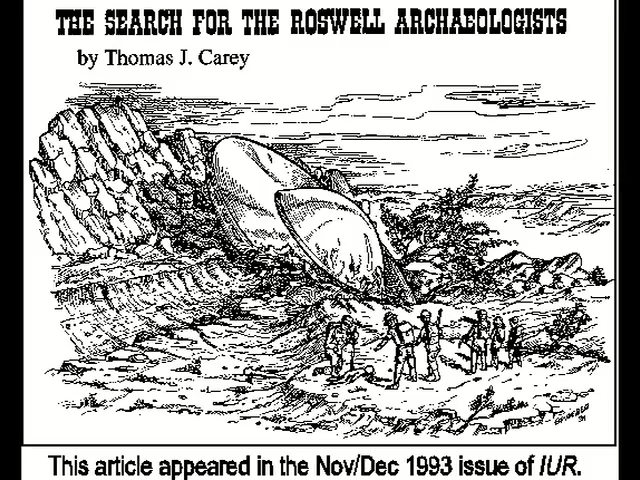 THE SEARCH FOR THE ROSWELL ARCHAEOLOGISTS
by Thomas J. Carey
This article appeared in the Nov/Dec 1993 issue of IUR.